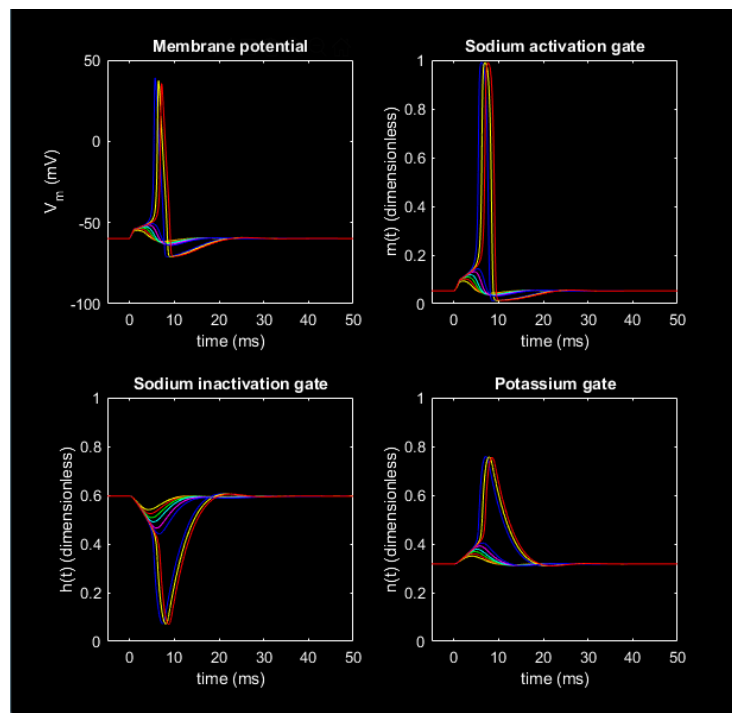 Membrane potential
50
0
-50
-100
V_m (mV)
0 10 20 30 40 50
time (ms)
Sodium activation gate
1
0.8
0.6
0.4
0.2
0
m(t) (dimensionless)
0 10 20 30 40 50
time (ms)
Sodium inactivation gate
1
0.8
0.6
0.4
0.2
0
h(t) (dimensionless)
0 10 20 30 40 50
time (ms)
Potassium gate
1
0.8
0.6
0.4
0.2
0
n(t) (dimensionless)
0 10 20 30 40 50
time (ms)